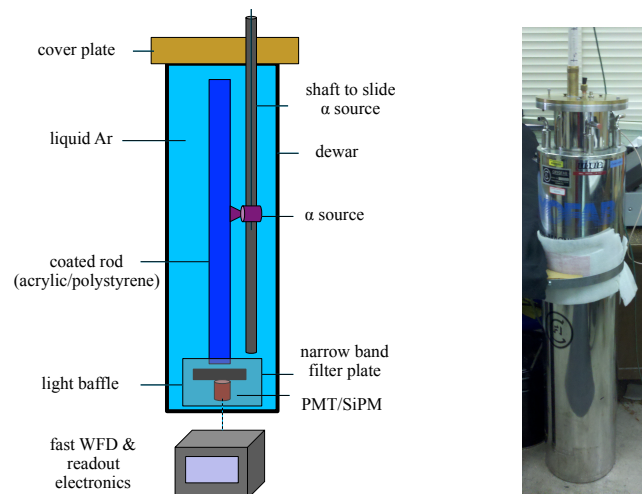 cover plate
shaft to slide
α source
liquid Ar
dewar
α source
coated rod
(acrylic/polystyrene)
narrow band
filter plate
light baffle
PMT/SiPM
fast WFD &
readout
electronics